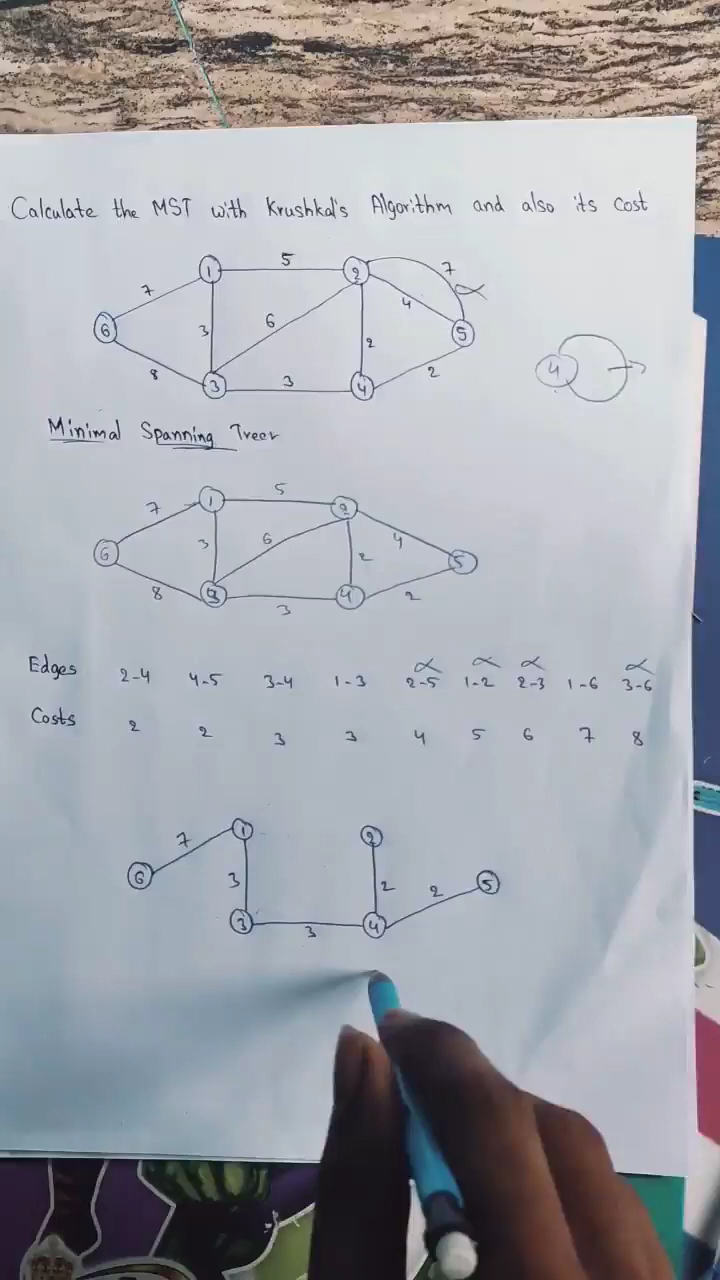 Calculate the MST with Krushkal's Algorithm and also its cost
1 5 2 7
7 4
6 3 6 2 5 4
8 3 3 4 2
Minimal Spanning Tree
1 5 2
7 3 6 4
6 2 5
8 3 3 4 2
Edges 2-4 4-5 3-4 1-3 2-5 1-2 2-3 1-6 3-6
Costs 2 2 3 3 4 5 6 7 8
7 1 2
6 3 2 2 5
3 3 4